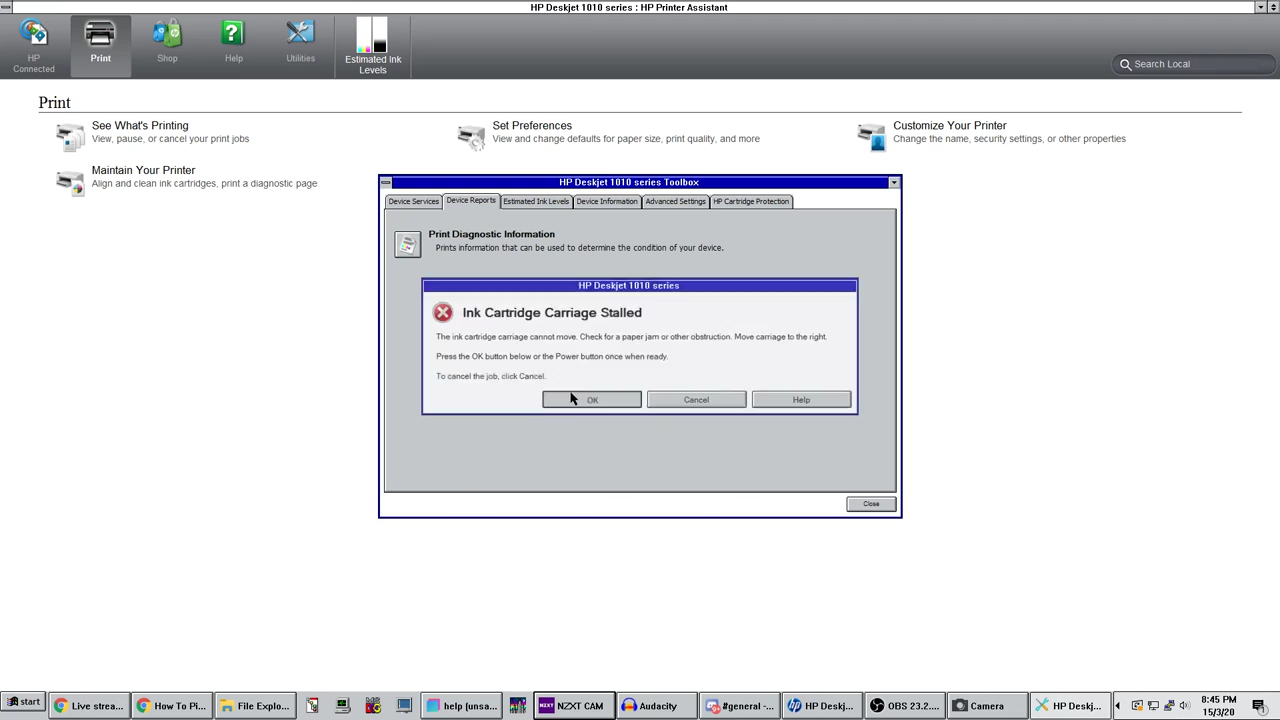 HP Deskjet 1010 series : HP Printer Assistant
HP Connected
Print
Shop
Help
Utilities
Estimated Ink Levels
Search Local
Print
See What's Printing
View, pause, or cancel your print jobs
Set Preferences
View and change defaults for paper size, print quality, and more
Customize Your Printer
Change the name, security settings, or other properties
Maintain Your Printer
Align and clean ink cartridges, print a diagnostic page
HP Deskjet 1010 series Toolbox
Device Services
Device Reports
Estimated Ink Levels
Device Information
Advanced Settings
HP Cartridge Protection
Print Diagnostic Information
Prints information that can be used to determine the condition of your device.
HP Deskjet 1010 series
Ink Cartridge Carriage Stalled
The ink cartridge carriage cannot move. Check for a paper jam or other obstruction. Move carriage to the right.
Press the OK button below or the Power button once when ready.
To cancel the job, click Cancel.
OK
Cancel
Help
Close
start
Live strea...
How To Pi...
File Explo...
help (unsa...
NZXT CAM
Audacity
#general -...
HP Deskj...
OBS 23.2....
Camera
HP Deskj...
8:45 PM
15/3/20